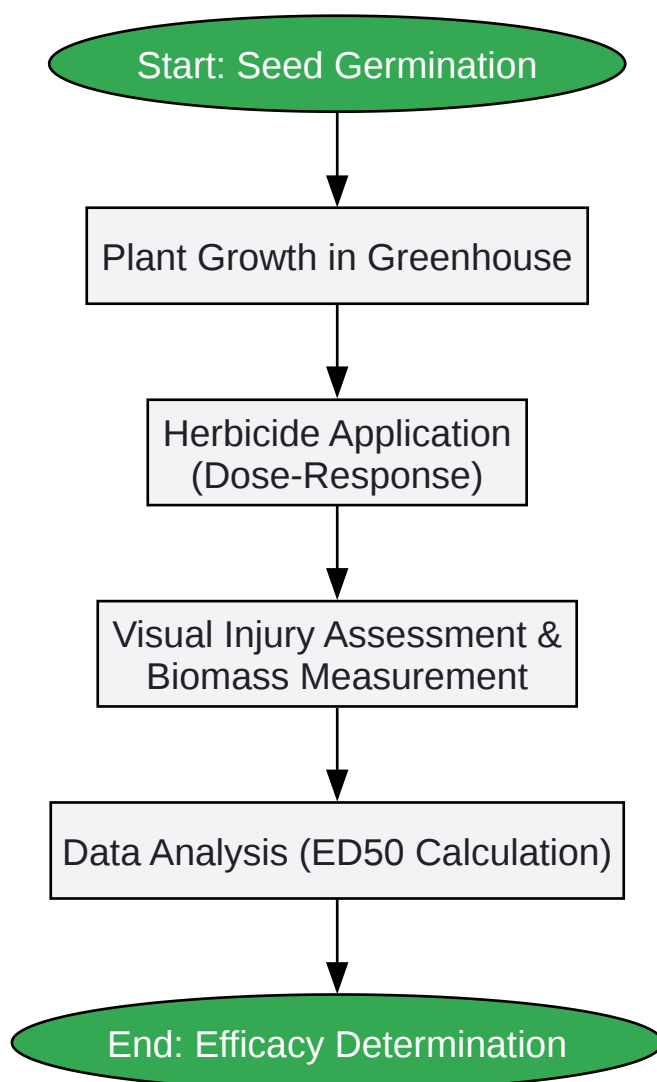 Start: Seed Germination
Plant Growth in Greenhouse
Herbicide Application
(Dose-Response)
Visual Injury Assessment &
Biomass Measurement
Data Analysis (ED50 Calculation)
End: Efficacy Determination